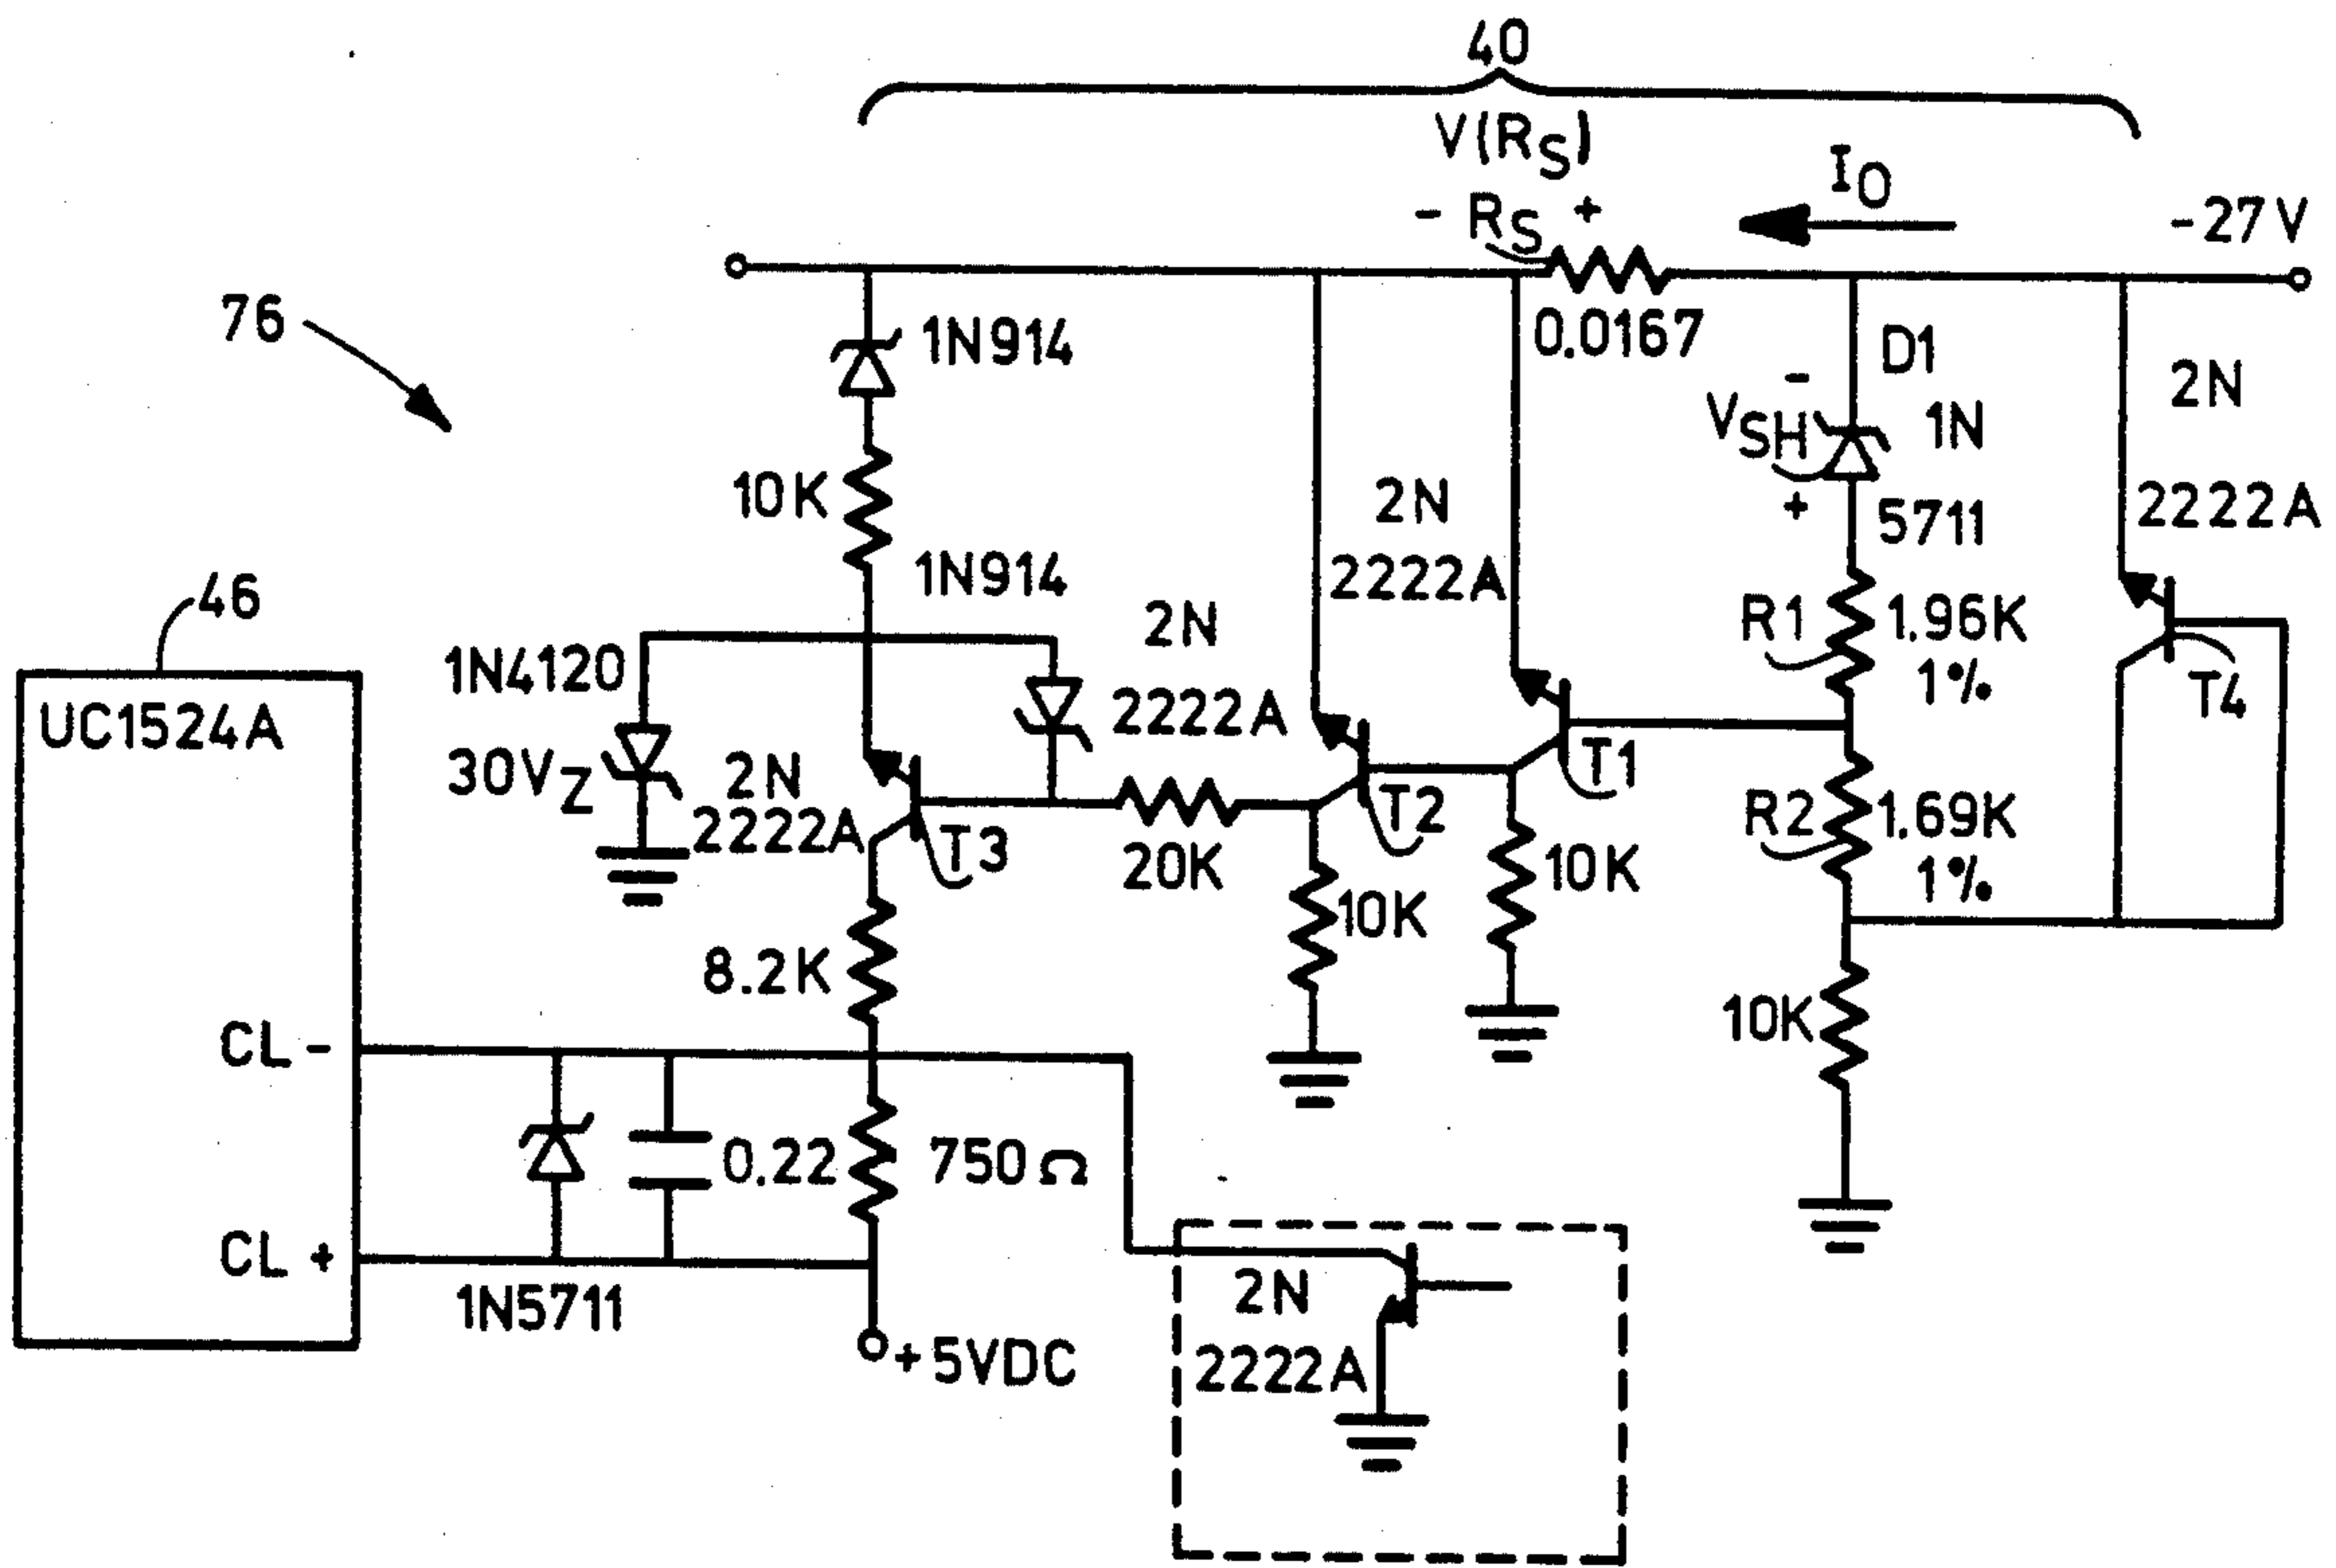 40
V(RS)
- RS +
IO
-27V
76
1N914
0.0167
D1
2N
-
VSH
1N
+
5711
2222A
10K
2N
2222A
1N914
46
2N
2222A
R1
1.96K
1%
T4
1N4120
30VZ
UC1524A
2N
2222A
T3
20K
T2
T1
R2
1.69K
1%
10K
10K
8.2K
10K
CL -
0.22
750Ω
CL +
1N5711
+5VDC
2N
2222A